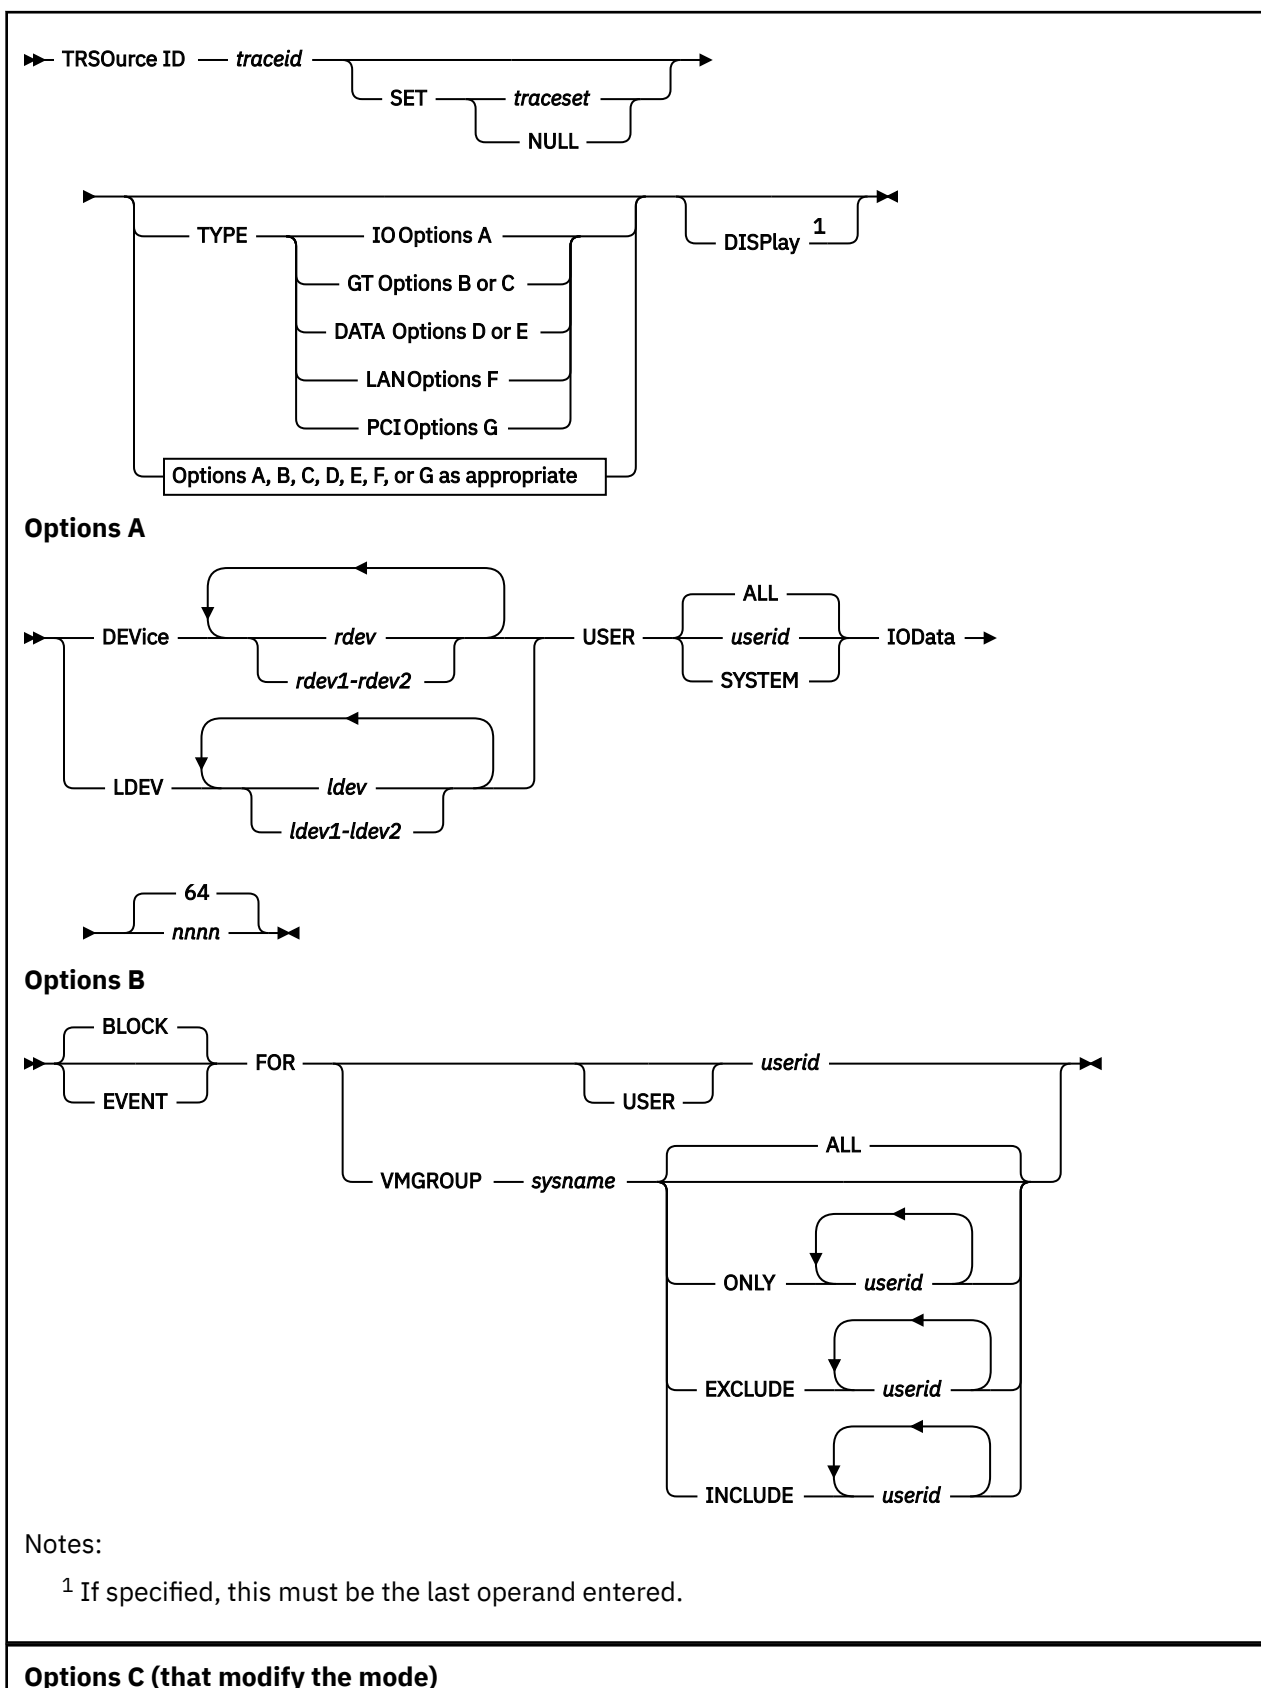 TRSOurce ID traceid
SET traceset
NULL
TYPE IO Options A
DISPlay 1
GT Options B or C
DATA Options D or E
LAN Options F
PCI Options G
Options A, B, C, D, E, F, or G as appropriate
Options A
DEVice rdev USER ALL userid SYSTEM IOData
rdev1-rdev2
LDEV ldev
ldev1-ldev2
64
nnnn
Options B
BLOCK
FOR userid
EVENT USER
ALL
VMGROUP sysname
ONLY userid
EXCLUDE userid
INCLUDE userid
Notes:
1 If specified, this must be the last operand entered.
Options C (that modify the mode)